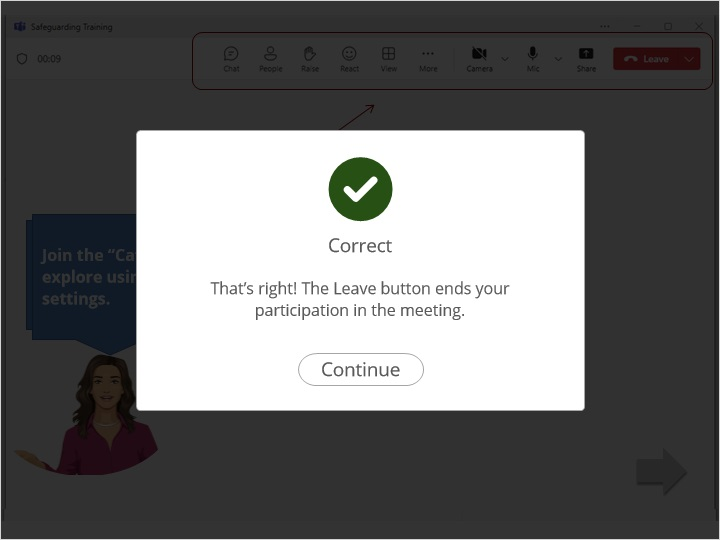 Safeguarding Training
00:09
Chat
People
Raise
React
View
More
Camera
Mic
Share
Leave
Join the “Ca
explore usin
settings.
Correct
That’s right! The Leave button ends your
participation in the meeting.
Continue